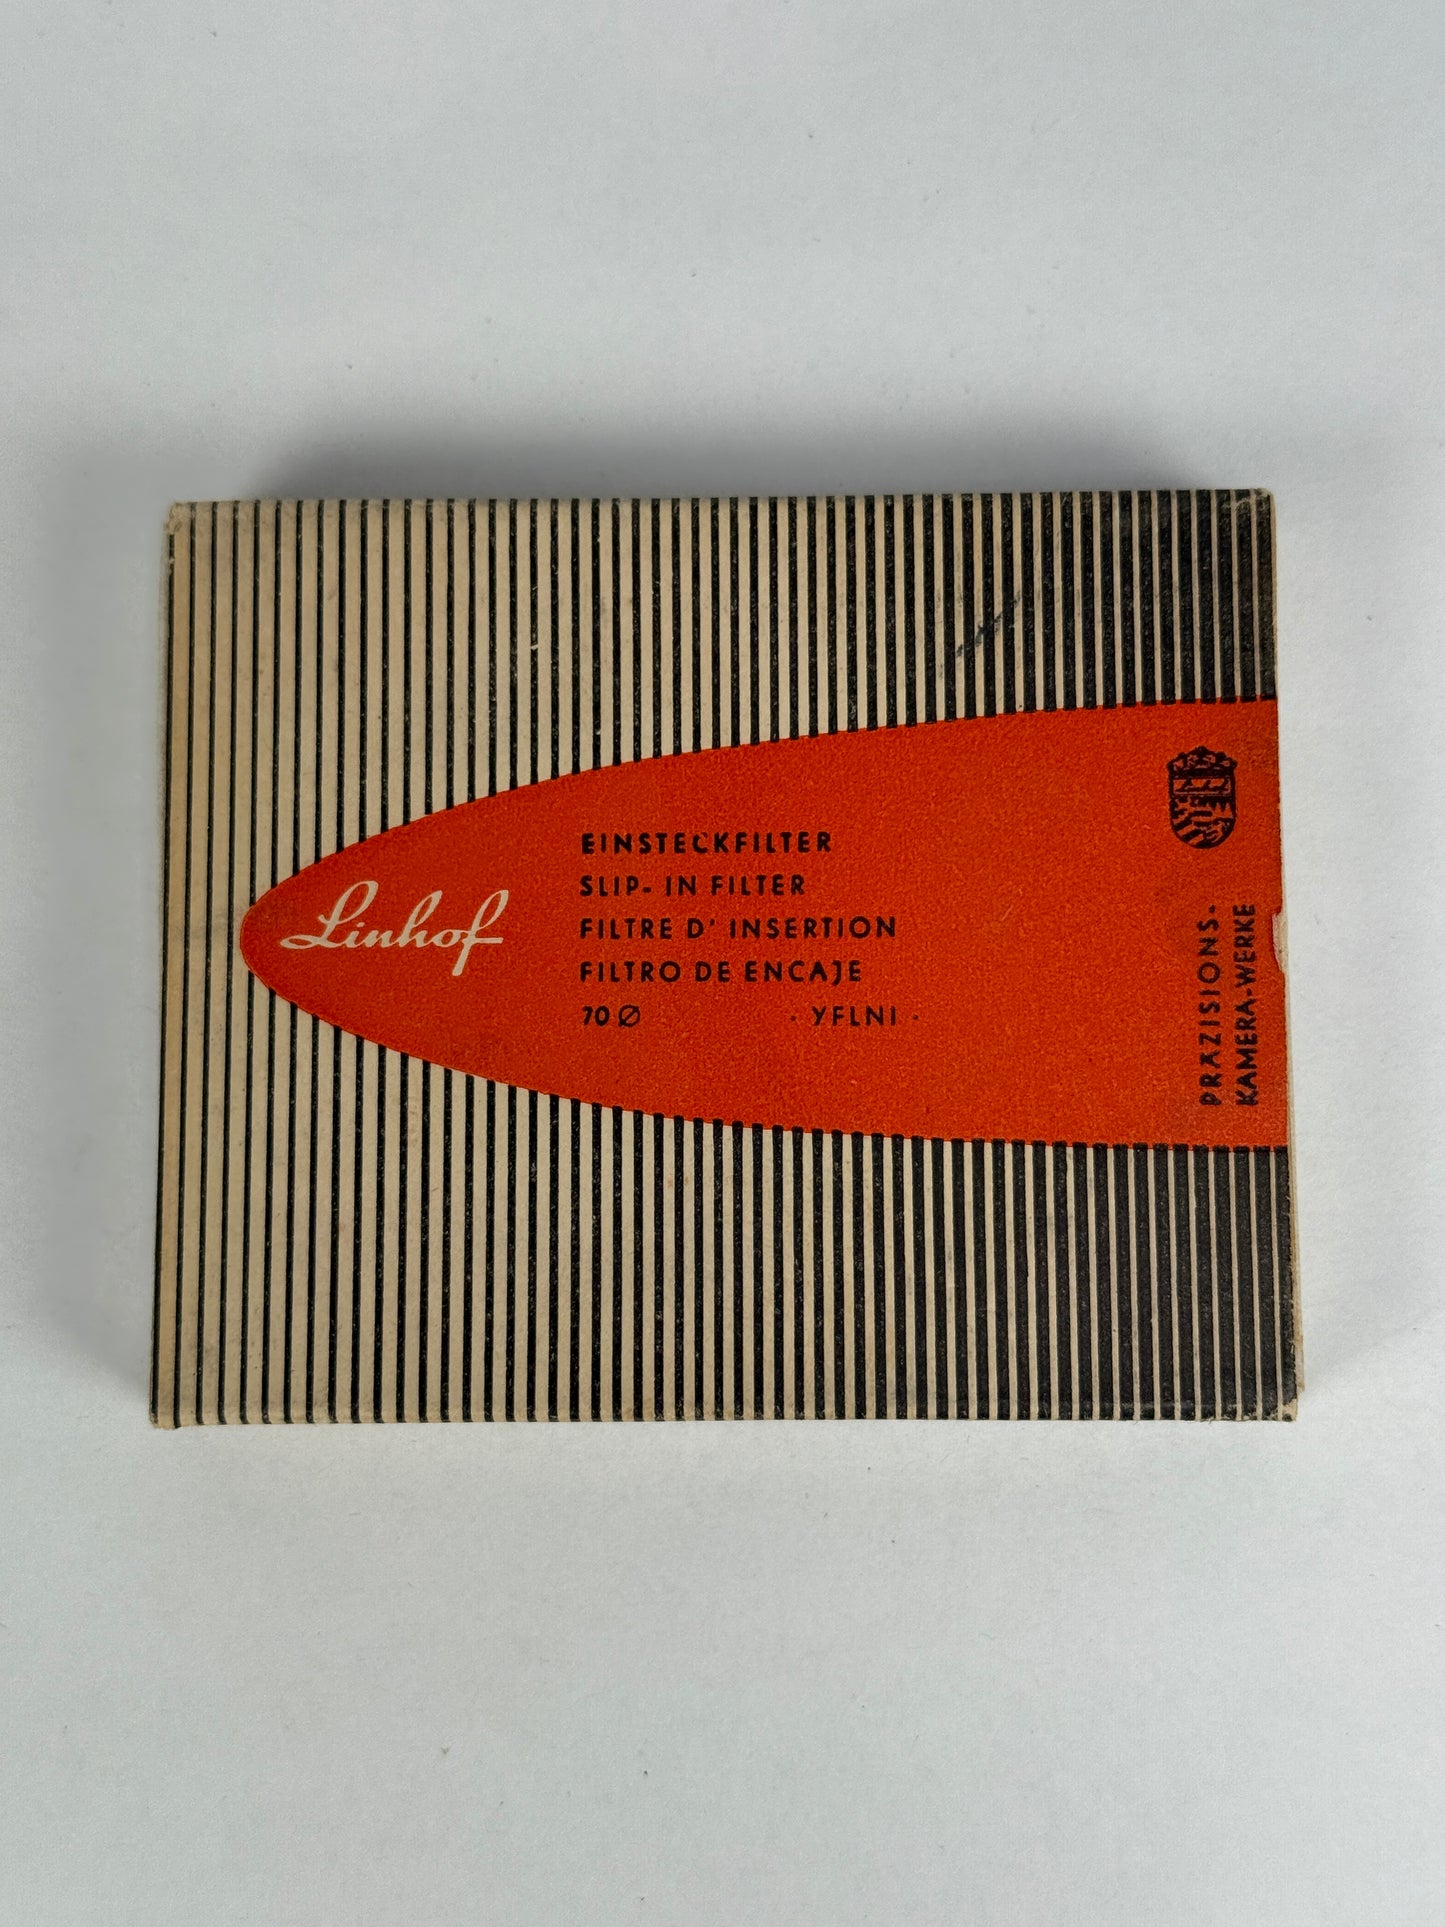 Linhof
EINSTECKFILTER
SLIP- IN FILTER
FILTRE D' INSERTION
FILTRO DE ENCAJE
70 Ø · YFLNI ·
PRÄZISIONS-
KAMERA-WERKE